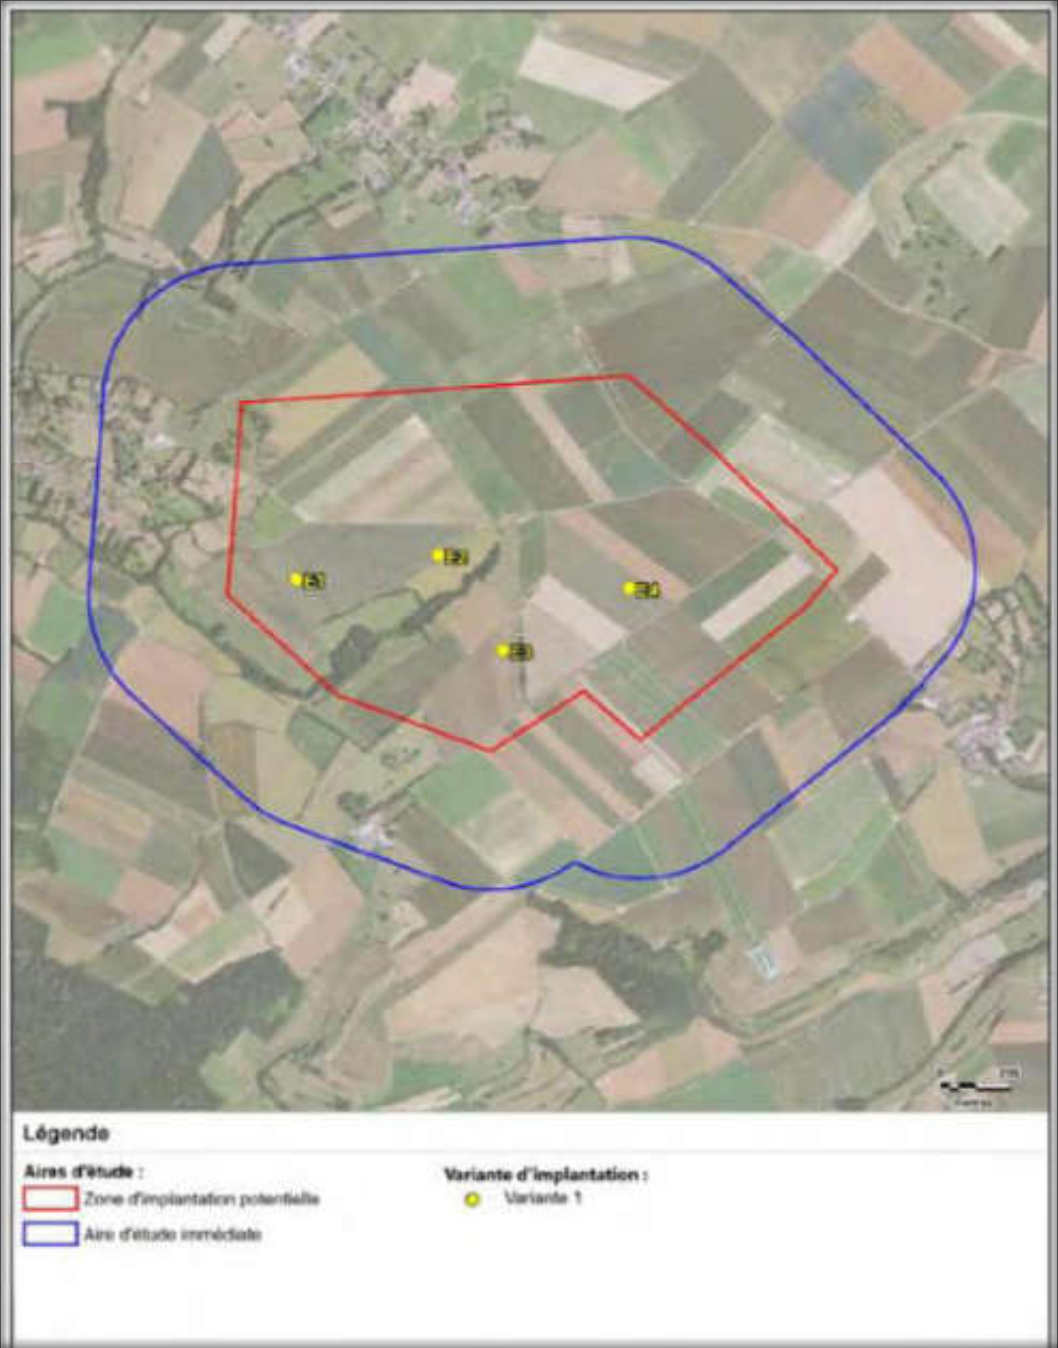 E1
E2
E3
E4
Légende
Aires d'étude :
Zone d'implantation potentielle
Aire d'étude immédiate
Variante d'implantation :
Variante 1